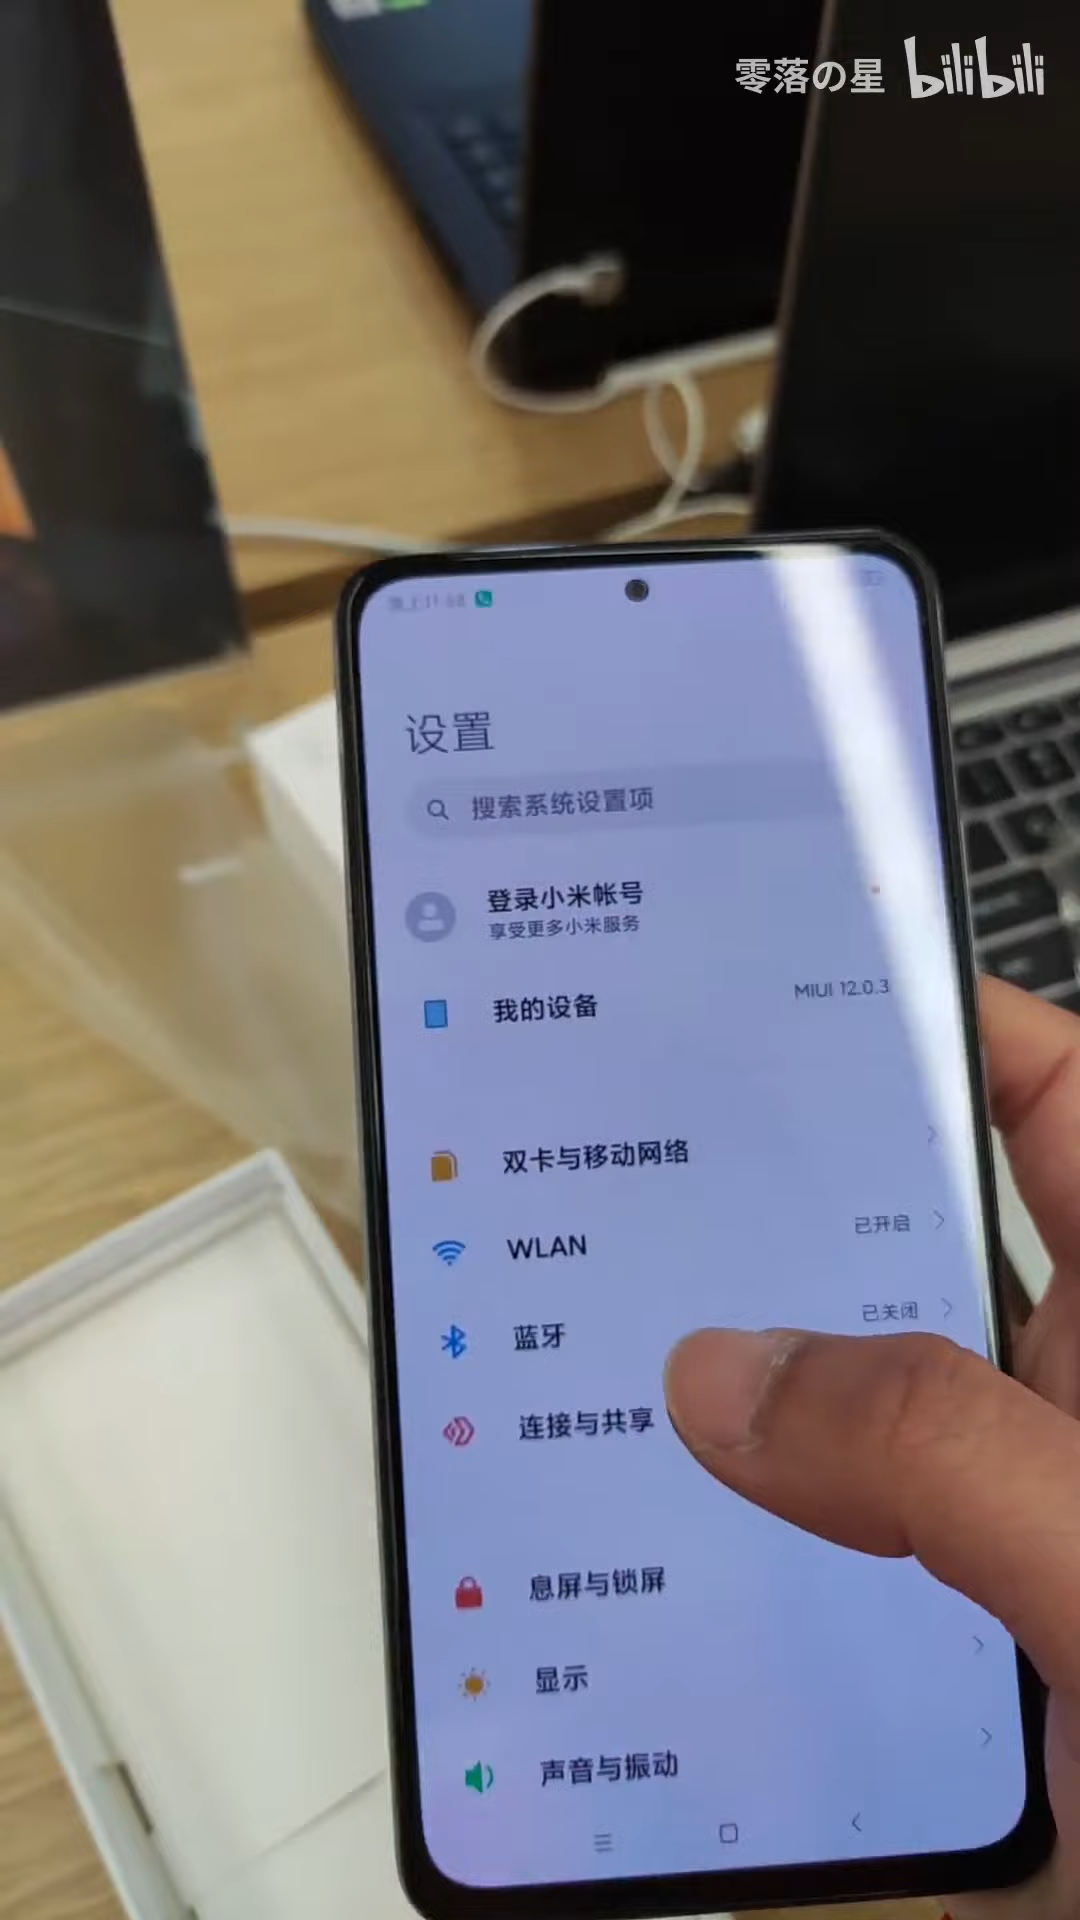 零落の星 bilibili
设置
搜索系统设置项
登录小米帐号
享受更多小米服务
我的设备 MIUI 12.0.3
双卡与移动网络
WLAN 已开启
蓝牙 已关闭
连接与共享
息屏与锁屏
显示
声音与振动